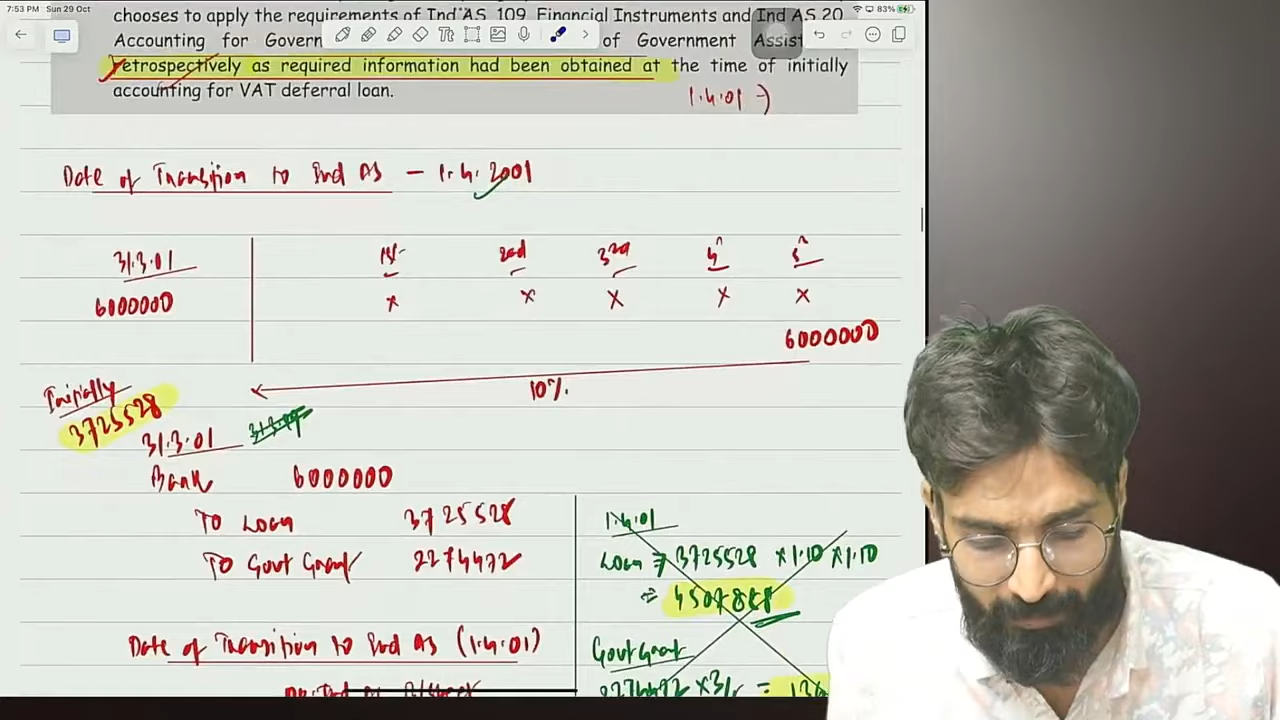 7:53 PM Sun 29 Oct 83%
chooses to apply the requirements of Ind AS 109, Financial Instruments and Ind AS 20
Accounting for Govern of Government Assist
retrospectively as required information had been obtained at the time of initially
accounting for VAT deferral loan.
1.4.01
Date of Transition to Ind AS - 1.4.2001
31.3.01 1st 2nd 3rd 4th 5th
6000000 x x x x x
6000000
Initially 10%
3725528
31.3.01
Bank 6000000
To Loan 3725528
To Govt Grant 2274472
1.4.01
Loan = 3725528 x1.10 x1.10
=
Govt Grant
2274472 x3/5 =
Date of Transition to Ind AS (1.4.01)